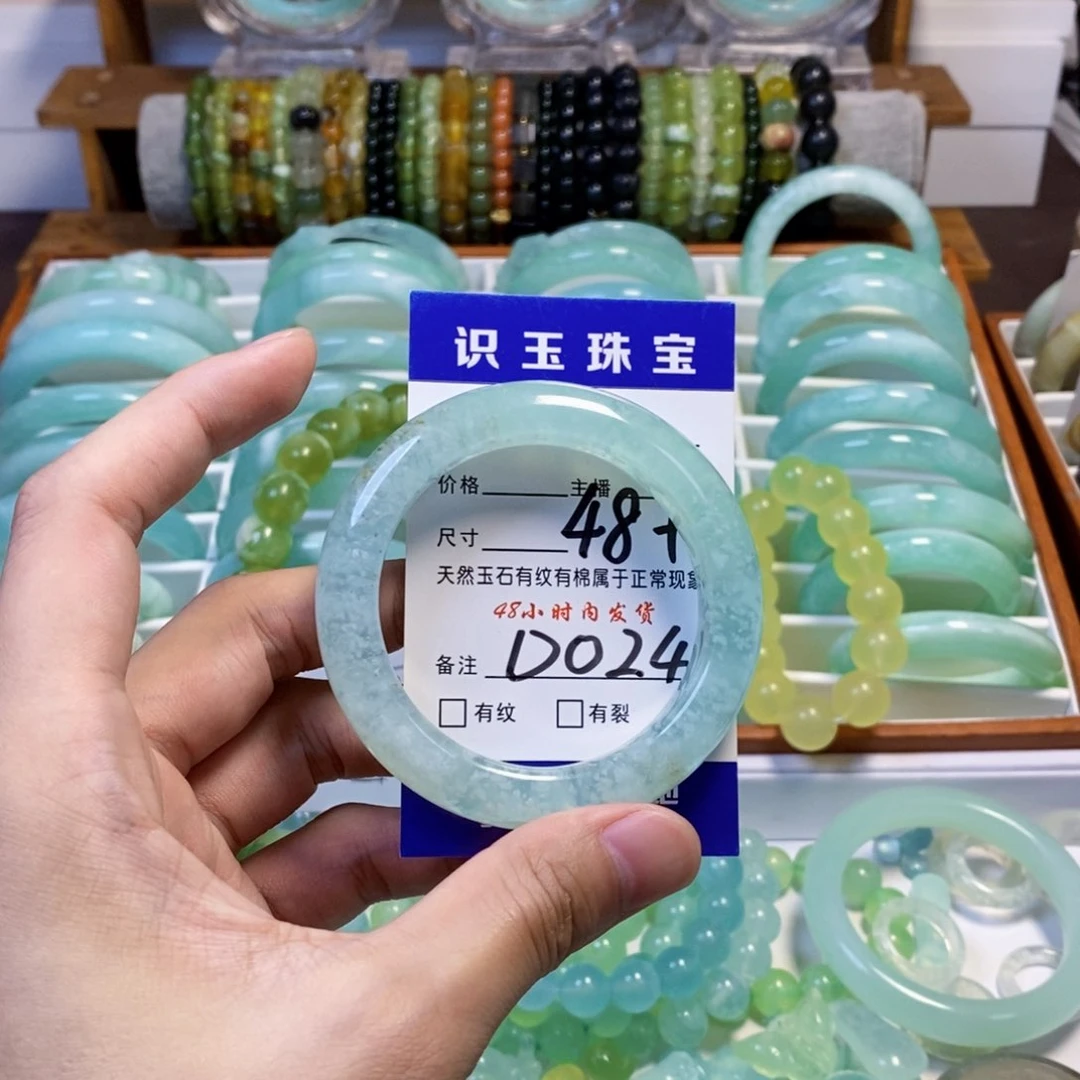 识玉珠宝
价格 主播
尺寸 48+
天然玉石有纹有棉属于正常现象
48小时内发货
备注 D024
有纹 有裂